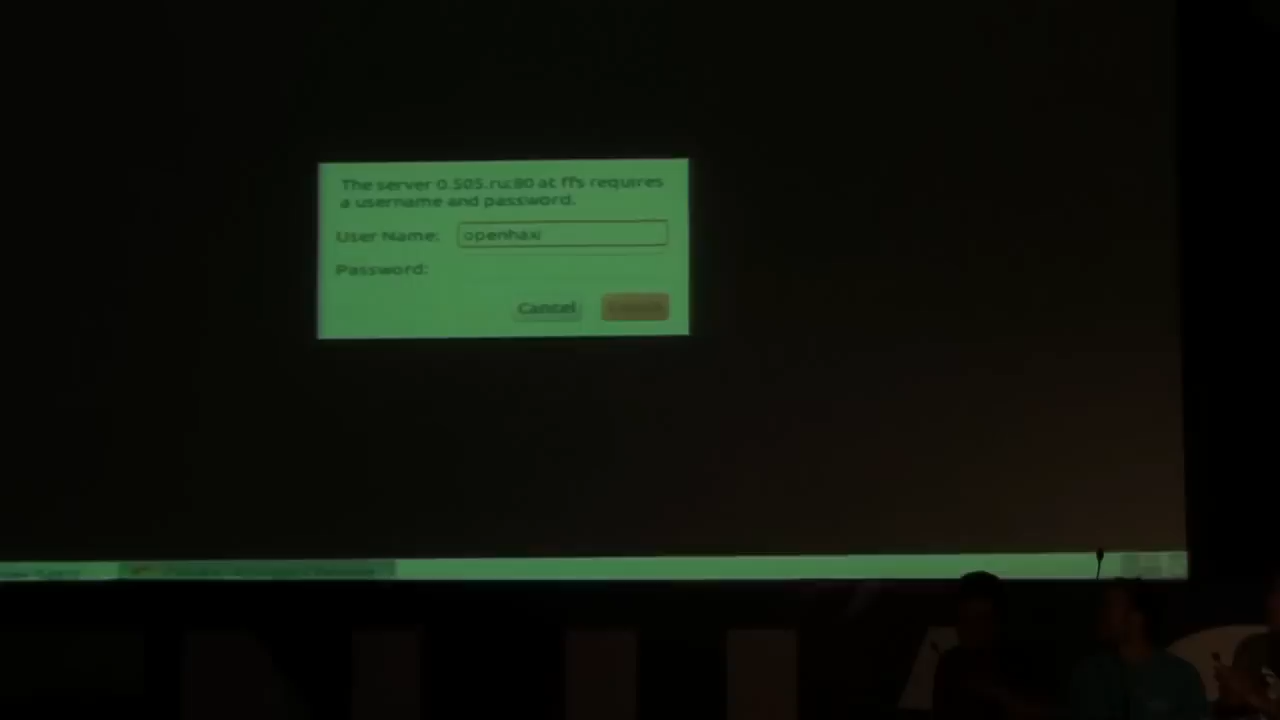 The server 0.505.ru:80 at ffs requires
a username and password.
User Name: openhaxi
Password:
Cancel